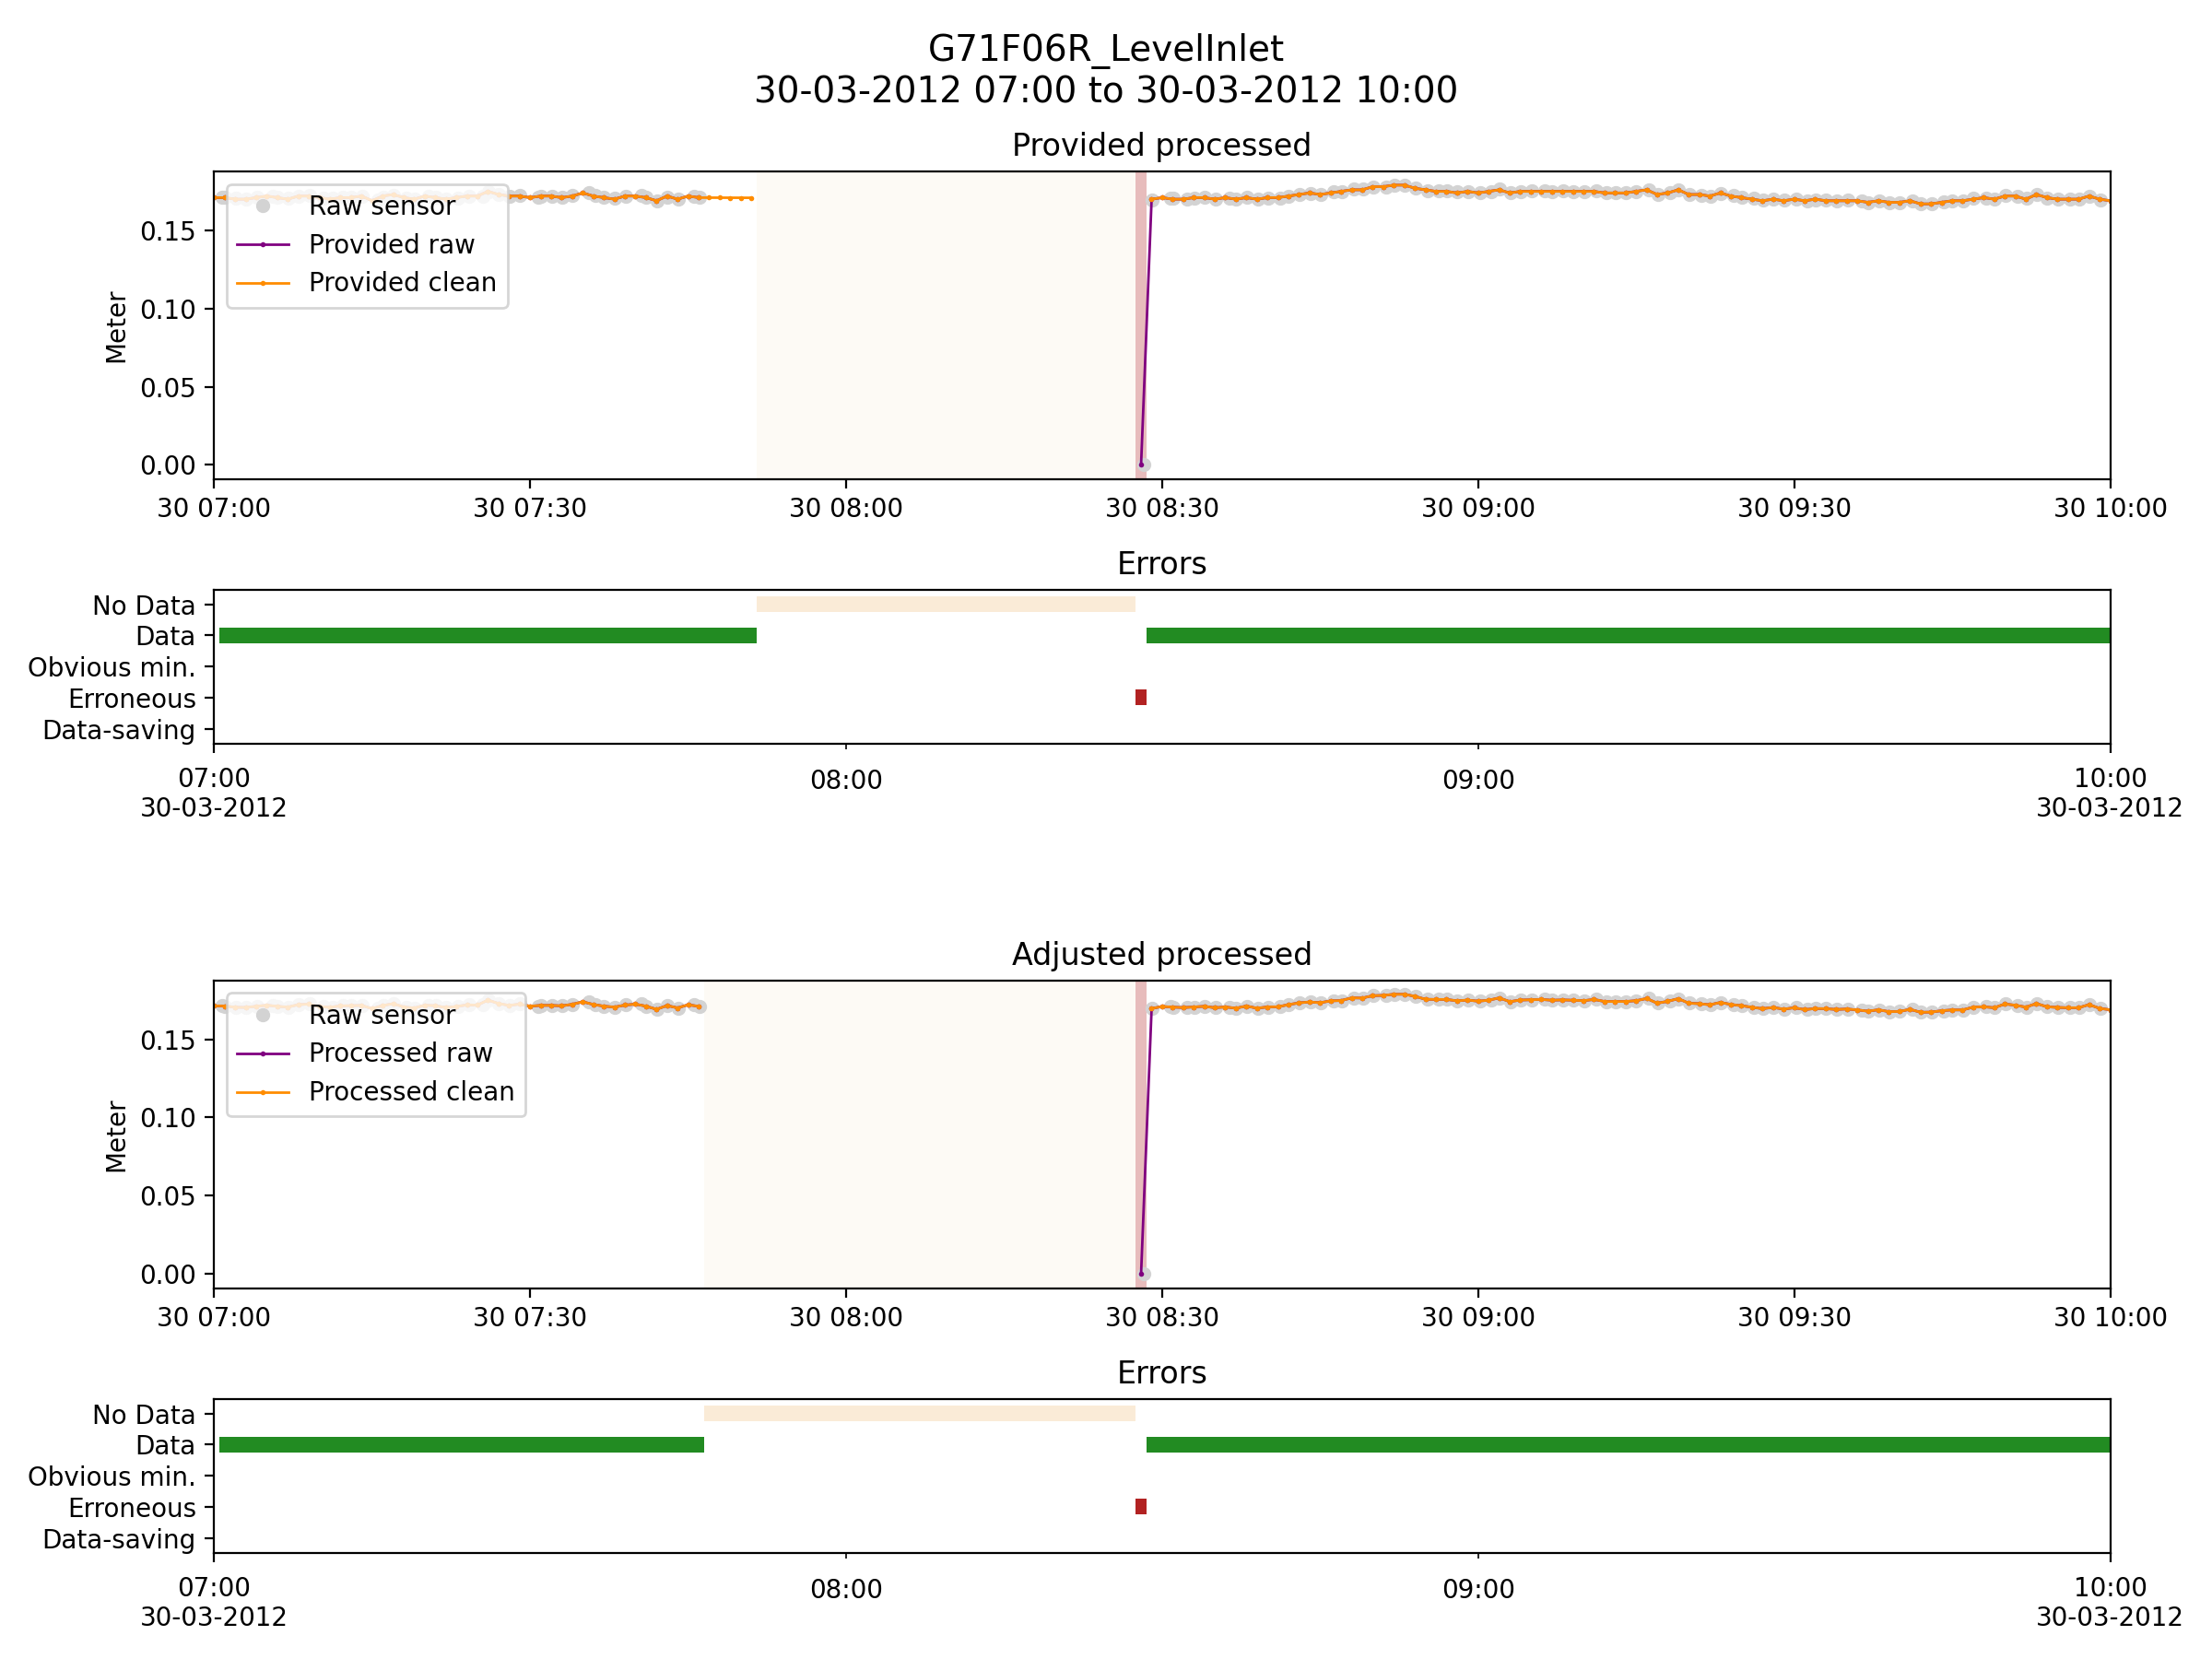 G71F06R_LevelInlet
30-03-2012 07:00 to 30-03-2012 10:00
Provided processed
Raw sensor
Provided raw
Provided clean
Meter
0.15
0.10
0.05
0.00
30 07:00 30 07:30 30 08:00 30 08:30 30 09:00 30 09:30 30 10:00
Errors
No Data
Data
Obvious min.
Erroneous
Data-saving
07:00 08:00 09:00 10:00
30-03-2012 30-03-2012
Adjusted processed
Raw sensor
Processed raw
Processed clean
Meter
0.15
0.10
0.05
0.00
30 07:00 30 07:30 30 08:00 30 08:30 30 09:00 30 09:30 30 10:00
Errors
No Data
Data
Obvious min.
Erroneous
Data-saving
07:00 08:00 09:00 10:00
30-03-2012 30-03-2012